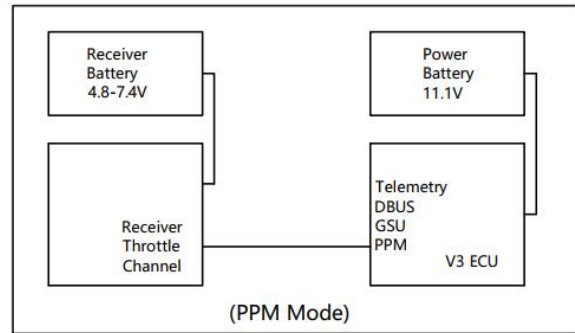 Receiver
Battery
4.8-7.4V
Power
Battery
11.1V
Receiver
Throttle
Channel
Telemetry
DBUS
GSU
PPM
V3 ECU
(PPM Mode)